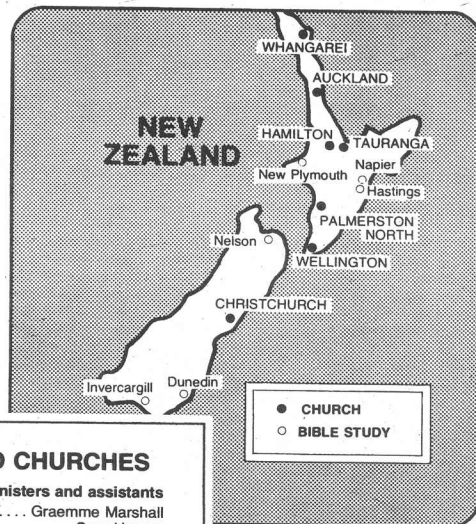 WHANGAREI
AUCKLAND
NEW
ZEALAND
HAMILTON
TAURANGA
New Plymouth
Napier
Hastings
PALMERSTON
NORTH
Nelson
WELLINGTON
CHRISTCHURCH
Invercargill
Dunedin
● CHURCH
○ BIBLE STUDY
CHURCHES
nisters and assistants
.... Graemme Marshall